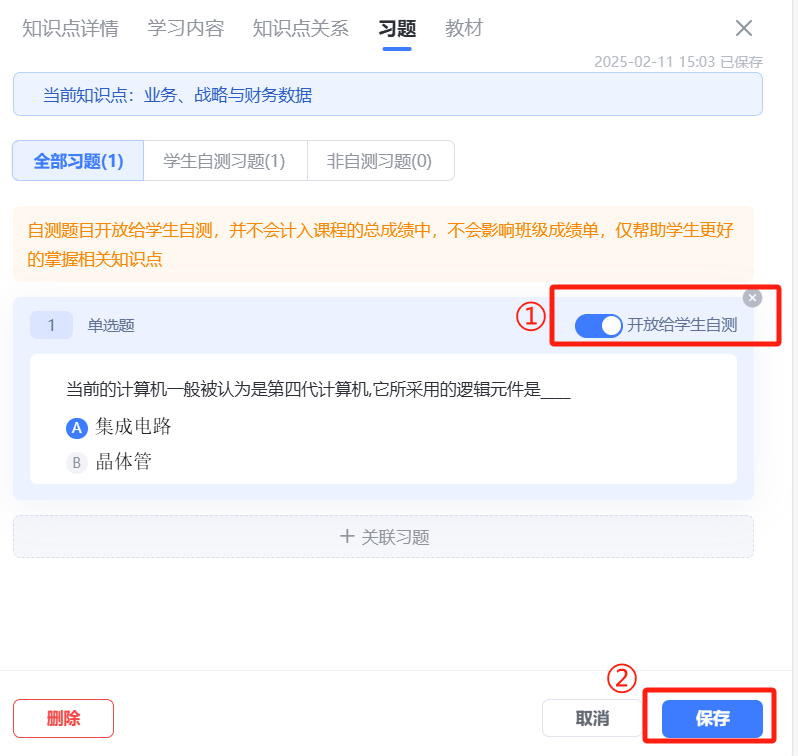 知识点详情 学习内容 知识点关系 习题 教材
2025-02-11 15:03 已保存
当前知识点：业务、战略与财务数据
全部习题(1) 学生自测习题(1) 非自测习题(0)
自测题目开放给学生自测，并不会计入课程的总成绩中，不会影响班级成绩单，仅帮助学生更好
的掌握相关知识点
① 开放给学生自测
1 单选题
当前的计算机一般被认为是第四代计算机,它所采用的逻辑元件是____
A 集成电路
B 晶体管
+ 关联习题
②
删除 取消 保存